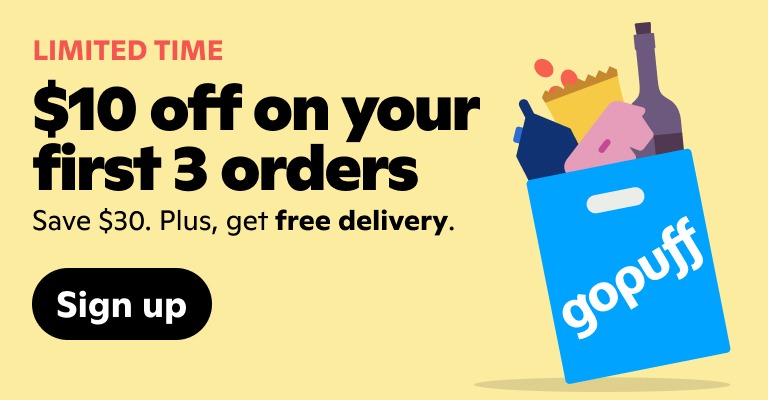 LIMITED TIME
$10 off on your
first 3 orders
Save $30. Plus, get free delivery.
Sign up
gopuff